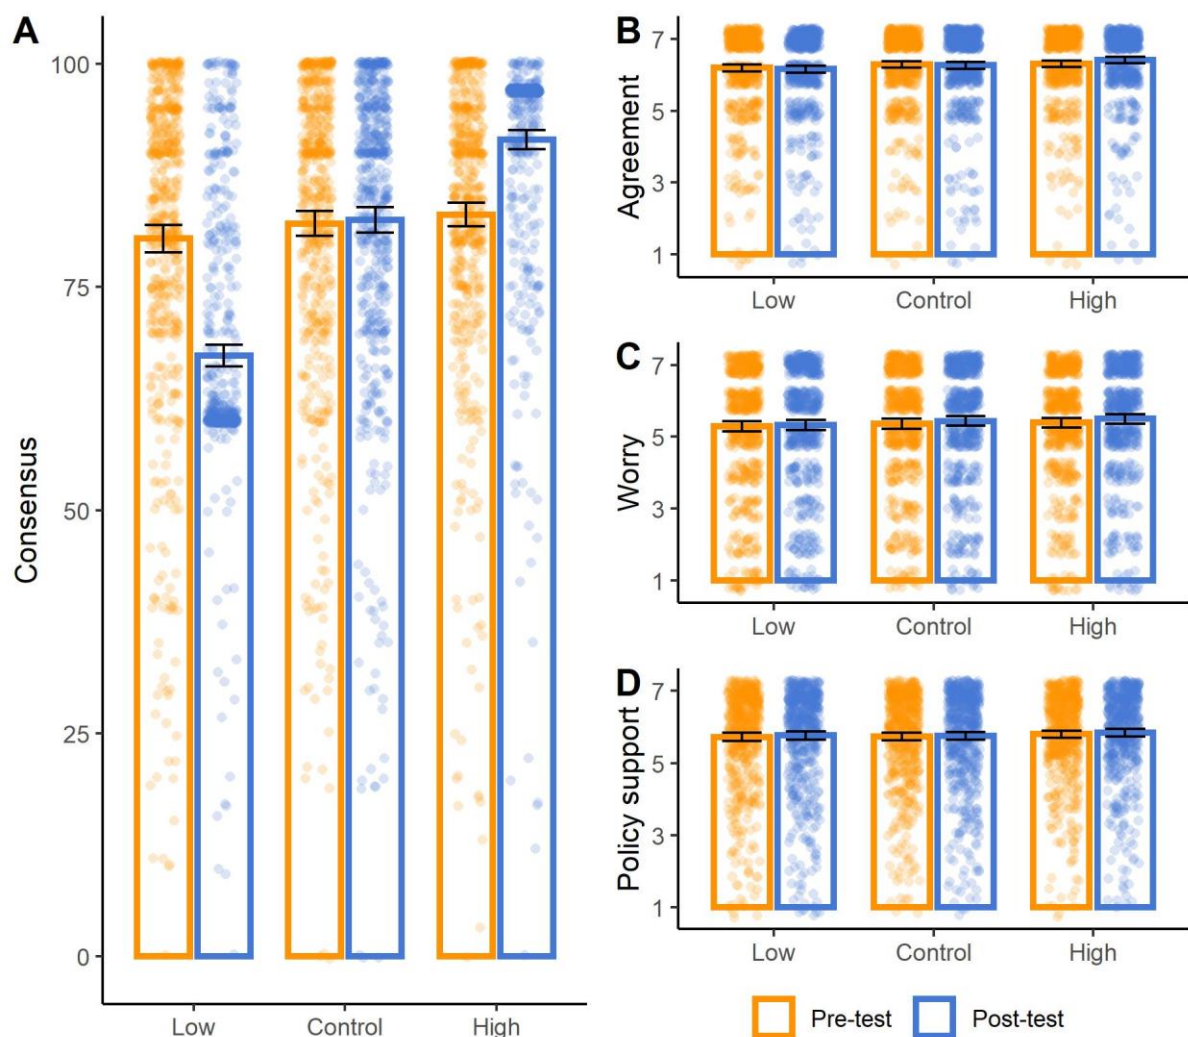 A
Consensus
100
75
50
25
0
Low Control High
B
Agreement
7
5
3
1
Low Control High
C
Worry
7
5
3
1
Low Control High
D
Policy support
7
5
3
1
Low Control High
Pre-test Post-test